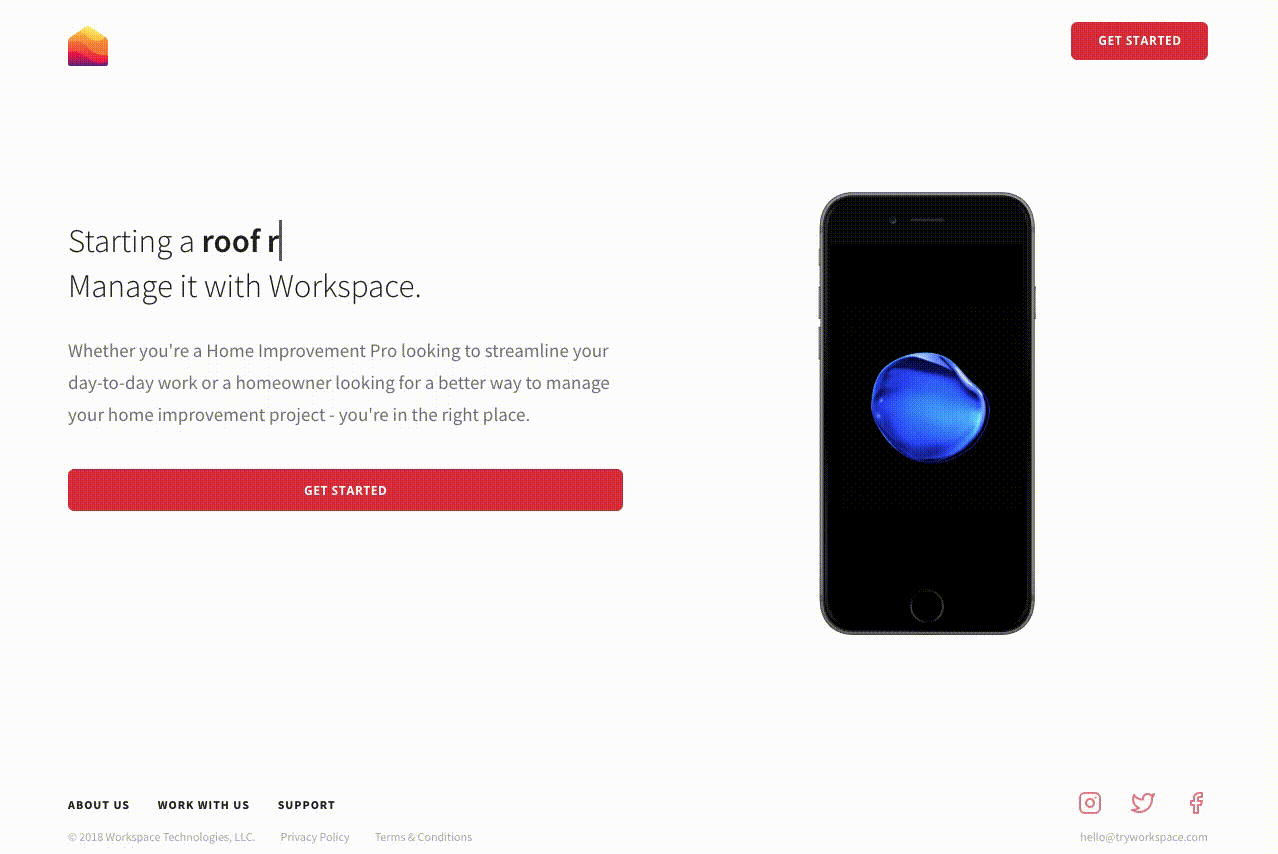 GET STARTED
Starting a roof r
Manage it with Workspace.
Whether you're a Home Improvement Pro looking to streamline your
day-to-day work or a homeowner looking for a better way to manage
your home improvement project - you're in the right place.
GET STARTED
ABOUT US WORK WITH US SUPPORT
© 2018 Workspace Technologies, LLC. Privacy Policy Terms & Conditions
hello@tryworkspace.com